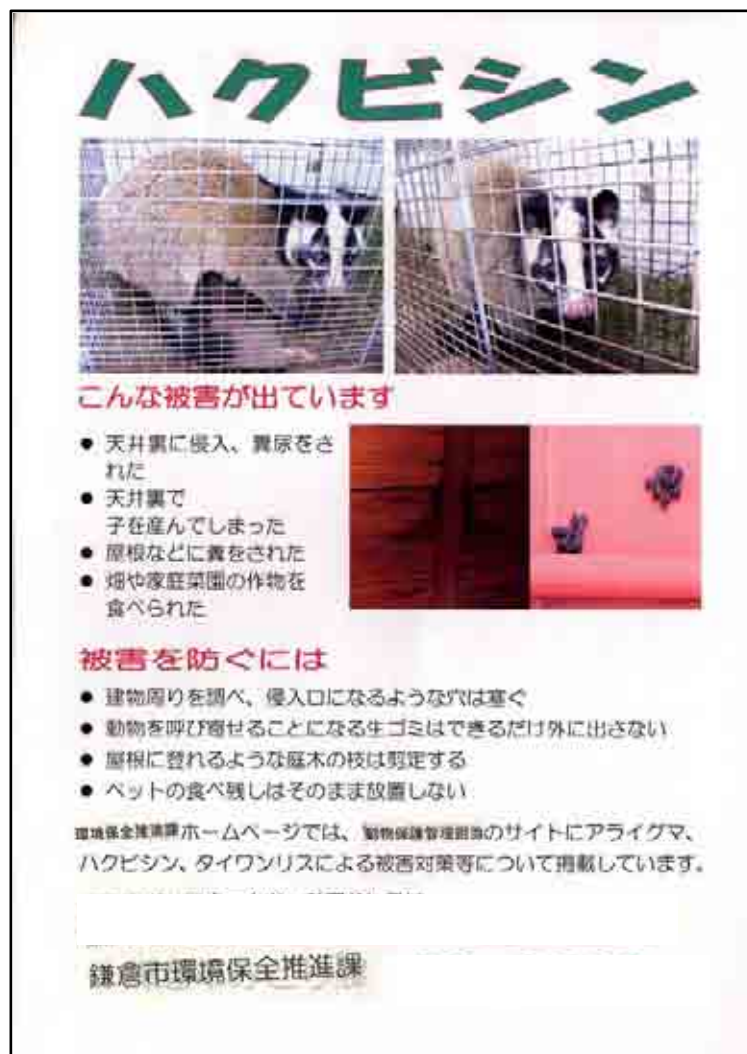 ハクビシン
こんな被害が出ています
● 天井裏に侵入、糞尿をさ
れた
● 天井裏で
子を産んでしまった
● 屋根などに糞をされた
● 畑や家庭菜園の作物を
食べられた
被害を防ぐには
● 建物周りを調べ、侵入口になるような穴は塞ぐ
● 動物を呼び寄せることになる生ゴミはできるだけ外に出さない
● 屋根に登れるような庭木の枝は剪定する
● ペットの食べ残しはそのまま放置しない
環境保全推進課ホームページでは、動物保護管理担当のサイトにアライグマ、
ハクビシン、タイワンリスによる被害対策等について掲載しています。
鎌倉市環境保全推進課